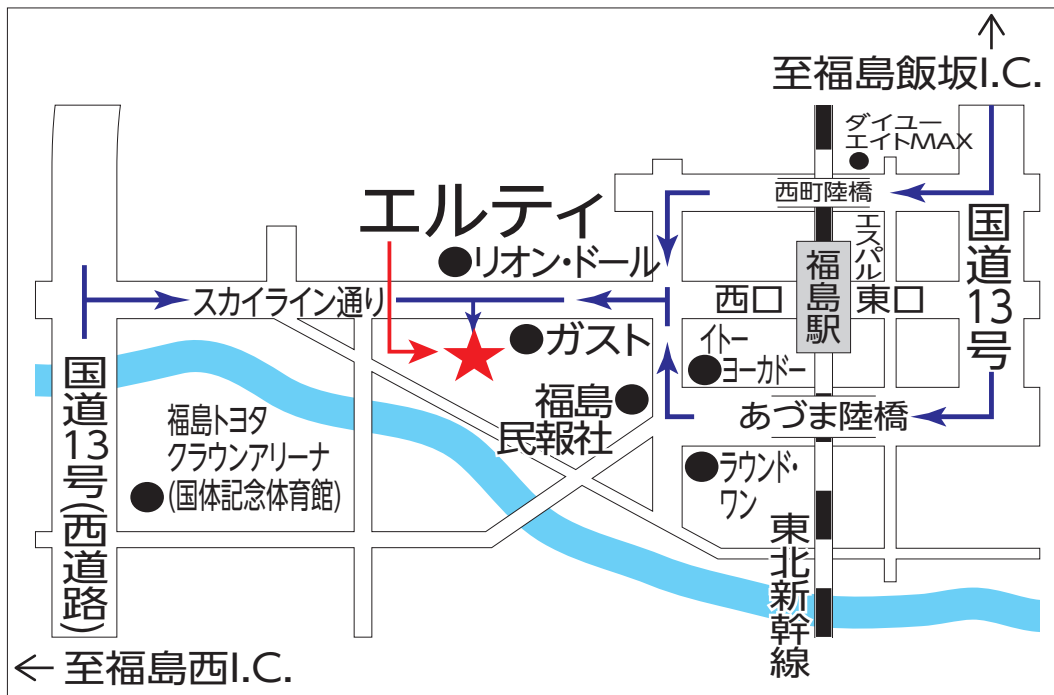 至福島飯坂I.C.
ダイユー
エイトMAX
西町陸橋
エルティ
リオン・ドール
エスパル
国道13号
福島駅
スカイライン通り
西口
東口
ガスト
イトー
ヨーカドー
国道13号(西道路)
福島
民報社
あづま陸橋
福島トヨタ
クラウンアリーナ
(国体記念体育館)
ラウンド・
ワン
東北新幹線
至福島西I.C.